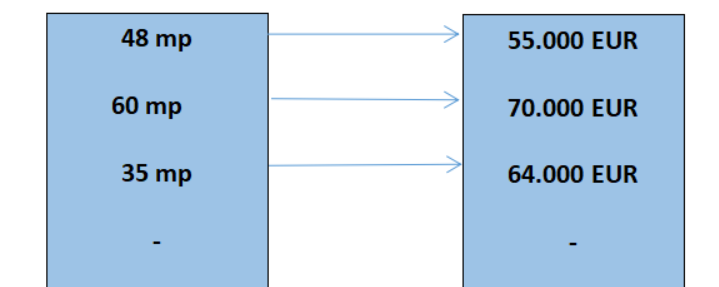 48 mp 55.000 EUR
60 mp 70.000 EUR
35 mp 64.000 EUR
- -